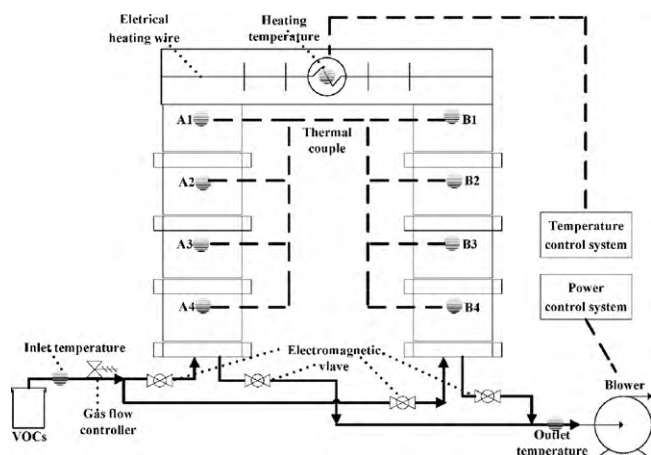 Eletrical
heating wire
Heating
temperature
A1
B1
Thermal
couple
A2
B2
A3
B3
Temperature
control system
A4
B4
Power
control system
Inlet temperature
Electromagnetic
vlave
Blower
Gas flow
controller
VOCs
Outlet
temperature